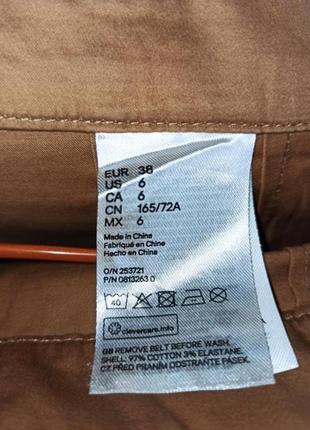 EUR 38
US 6
CA 6
CN 165/72A
MX 6
Made in China
Fabriqué en Chine
Hecho en China
O/N 253721
P/N 0813263 0
40
clevercare.info
GB REMOVE BELT BEFORE WASH.
SHELL: 97% COTTON 3% ELASTANE.
CZ PŘED PRANÍM ODSTRAŇTE PÁSEK.